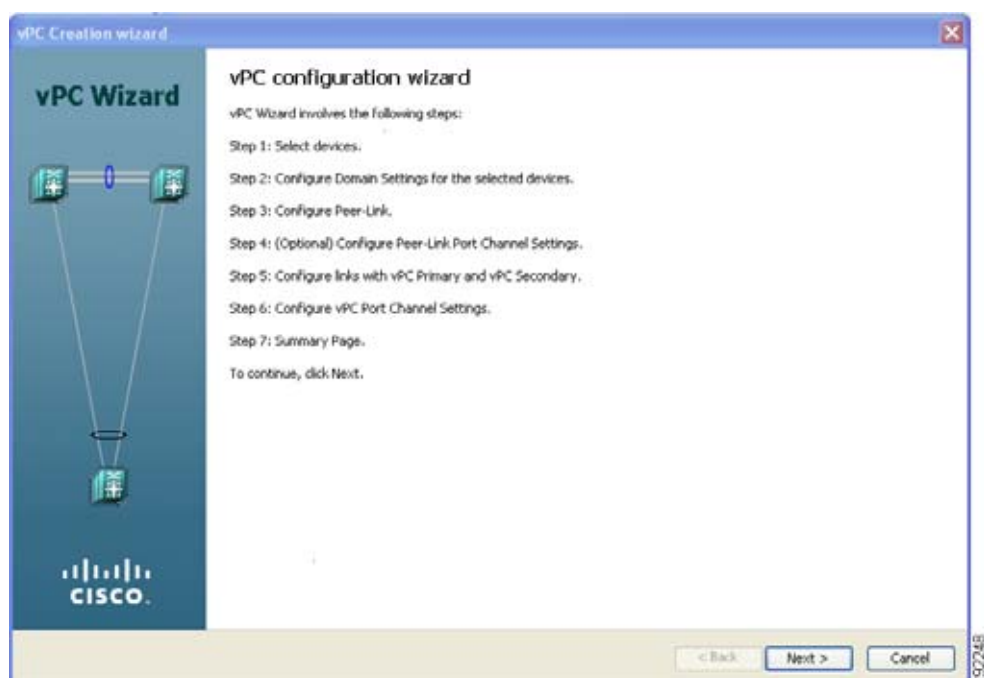 vPC Creation wizard
vPC Wizard
vPC configuration wizard
vPC Wizard involves the following steps:
Step 1: Select devices.
Step 2: Configure Domain Settings for the selected devices.
Step 3: Configure Peer-Link.
Step 4: (Optional) Configure Peer-Link Port Channel Settings.
Step 5: Configure links with vPC Primary and vPC Secondary.
Step 6: Configure vPC Port Channel Settings.
Step 7: Summary Page.
To continue, click Next.
CISCO.
< Back
Next >
Cancel
92248